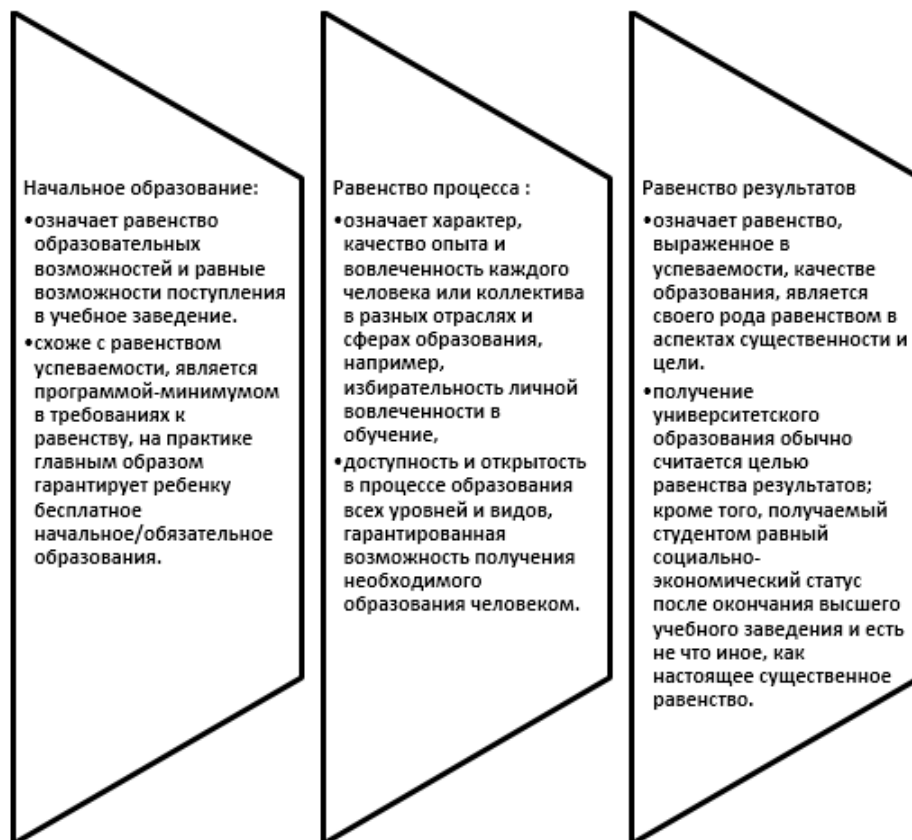 Начальное образование:
•означает равенство
образовательных
возможностей и равные
возможности поступления
в учебное заведение.
•схоже с равенством
успеваемости, является
программой-минимумом
в требованиях к
равенству, на практике
главным образом
гарантирует ребенку
бесплатное
начальное/обязательное
образования.
Равенство процесса :
•означает характер,
качество опыта и
вовлеченность каждого
человека или коллектива
в разных отраслях и
сферах образования,
например,
избирательность личной
вовлеченности в
обучение,
•доступность и открытость
в процессе образования
всех уровней и видов,
гарантированная
возможность получения
необходимого
образования человеком.
Равенство результатов
•означает равенство,
выраженное в
успеваемости, качестве
образования, является
своего рода равенством в
аспектах существенности и
цели.
•получение
университетского
образования обычно
считается целью
равенства результатов;
кроме того, получаемый
студентом равный
социально-
экономический статус
после окончания высшего
учебного заведения и есть
не что иное, как
настоящее существенное
равенство.